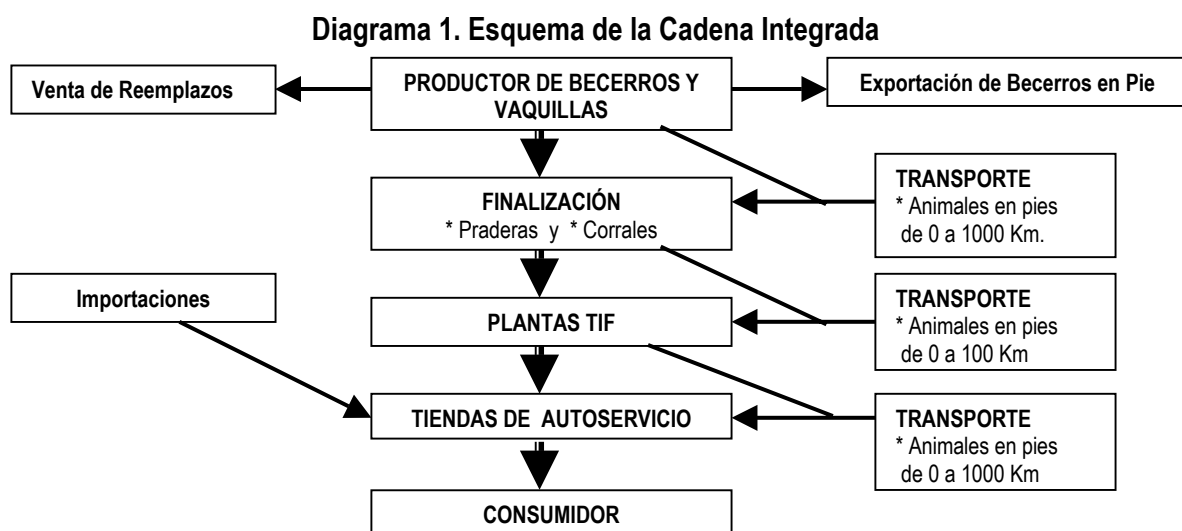 Diagrama 1. Esquema de la Cadena Integrada
Venta de Reemplazos
PRODUCTOR DE BECERROS Y
VAQUILLAS
Exportación de Becerros en Pie
FINALIZACIÓN
* Praderas y * Corrales
TRANSPORTE
* Animales en pies
de 0 a 1000 Km.
Importaciones
PLANTAS TIF
TRANSPORTE
* Animales en pies
de 0 a 100 Km
TIENDAS DE AUTOSERVICIO
TRANSPORTE
* Animales en pies
de 0 a 1000 Km
CONSUMIDOR